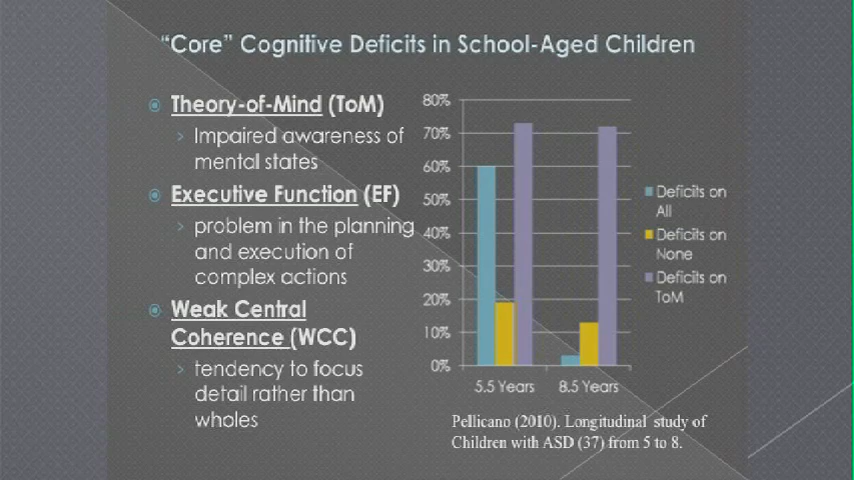 “Core” Cognitive Deficits in School-Aged Children
Theory-of-Mind (ToM)
Impaired awareness of
mental states
Executive Function (EF)
problem in the planning
and execution of
complex actions
Weak Central
Coherence (WCC)
tendency to focus
detail rather than
wholes
80%
70%
60%
50%
40%
30%
20%
10%
0%
5.5 Years
8.5 Years
Deficits on
All
Deficits on
None
Deficits on
ToM
Pellicano (2010). Longitudinal study of
Children with ASD (37) from 5 to 8.